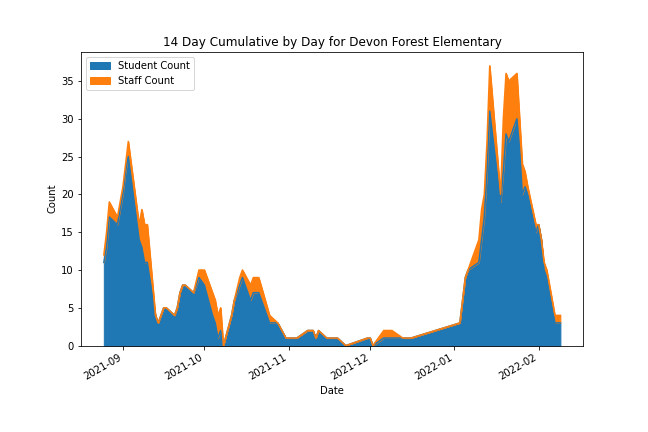 14 Day Cumulative by Day for Devon Forest Elementary
Student Count
Staff Count
35
30
25
20
15
10
5
0
Count
2021-09
2021-10
2021-11
2021-12
2022-01
2022-02
Date